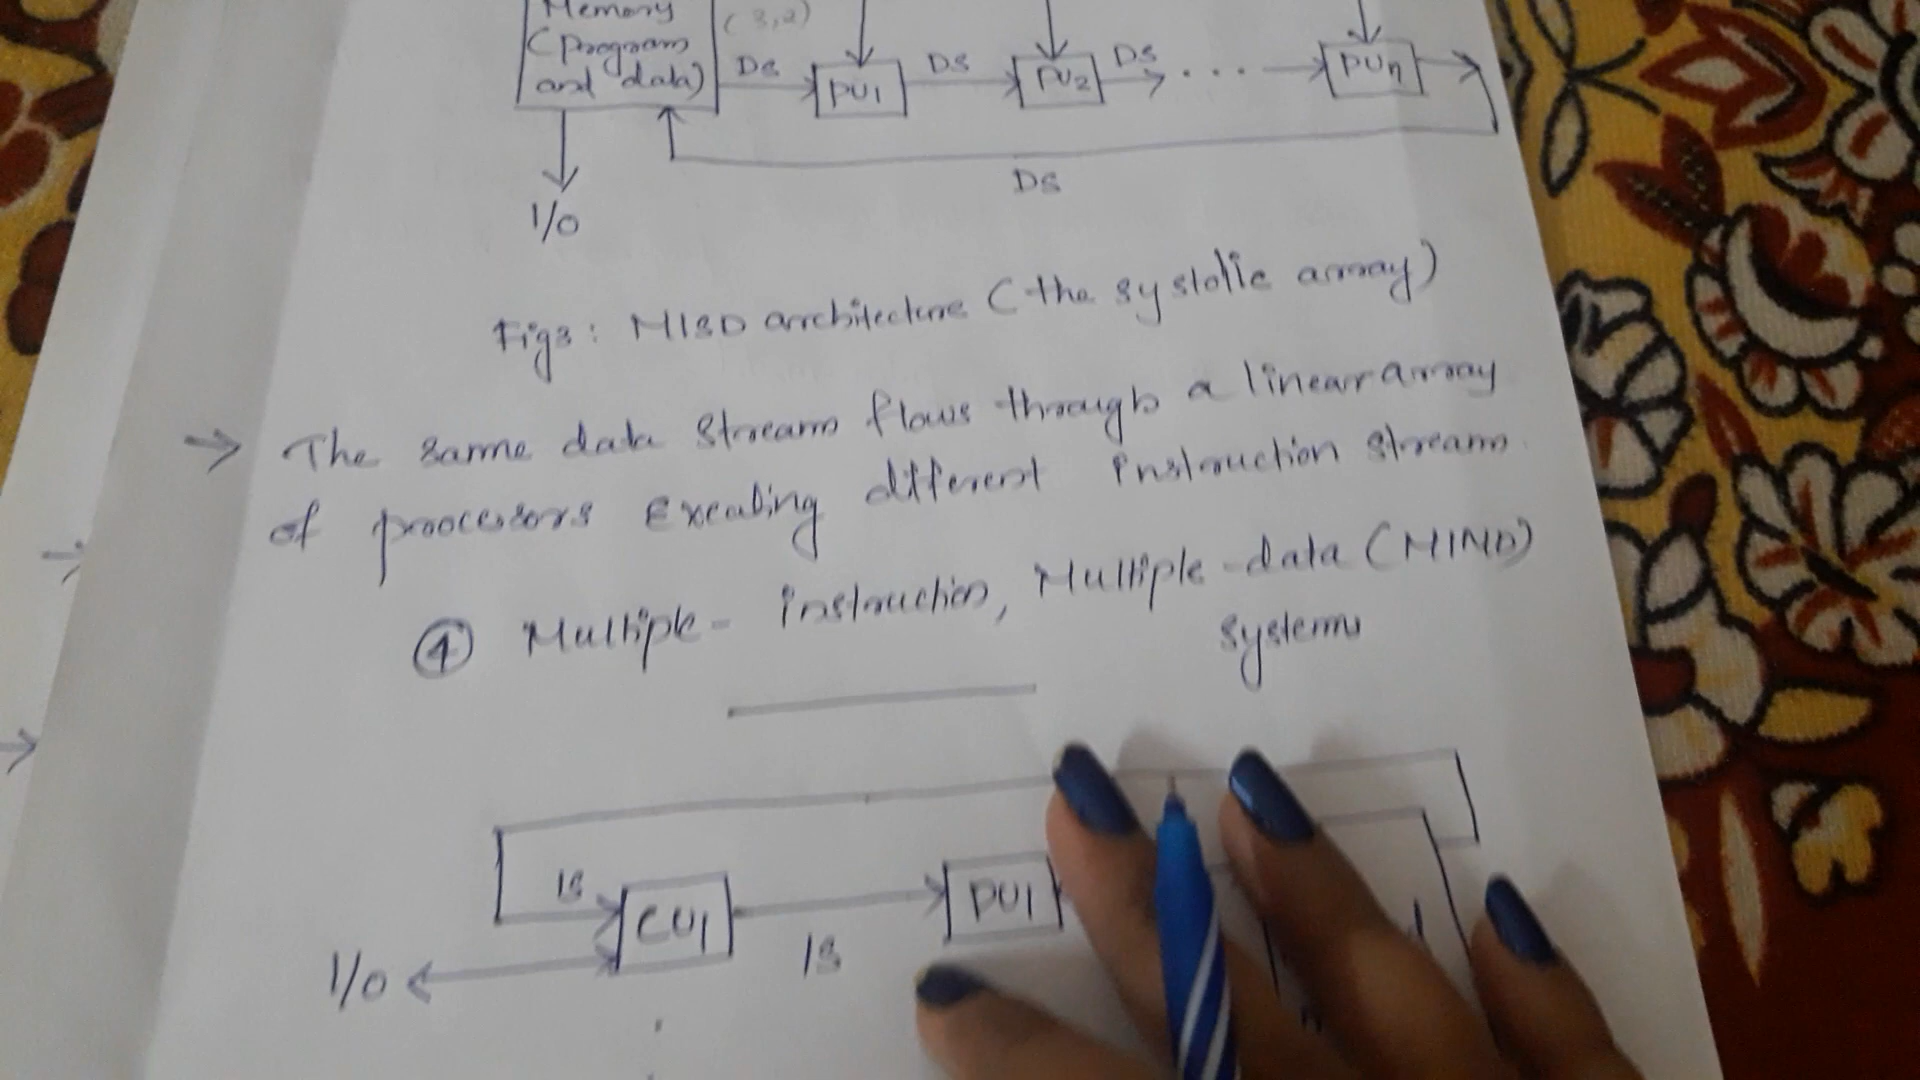 Memory
(3,2)
(program
and data)
DS
PU1
DS
PU2
DS
PUn
DS
I/O
Fig3: MISD architecture (the systolic array)
→ The same data stream flows through a linear array
of processors Executing different instruction stream.
④ Multiple - instruction, Multiple - data (MIMD)
systems
IS
CU1
PU1
IS
I/O